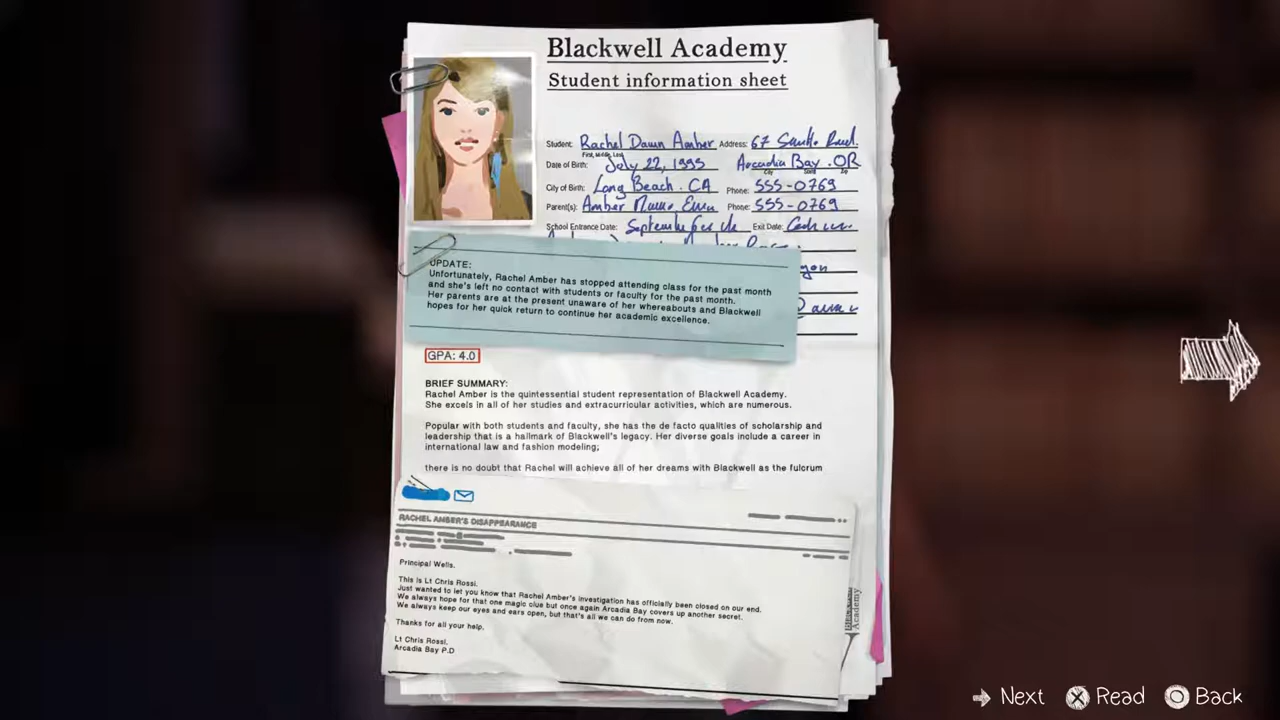 Blackwell Academy
Student information sheet
Student: Rachel Dawn Amber Address: 67
First, Middle, Last
Date of Birth: July 22, 1995 Arcadia Bay. OR
City State Zip
City of Birth: Long Beach. CA Phone: 555-0769
Parent(s): Amber Phone: 555-0769
School Entrance Date: Exit Date:
UPDATE:
Unfortunately, Rachel Amber has stopped attending class for the past month
and she's left no contact with students or faculty for the past month.
Her parents are at the present unaware of her whereabouts and Blackwell
hopes for her quick return to continue her academic excellence.
GPA: 4.0
BRIEF SUMMARY:
Rachel Amber is the quintessential student representation of Blackwell Academy.
She excels in all of her studies and extracurricular activities, which are numerous.
Popular with both students and faculty, she has the de facto qualities of scholarship and
leadership that is a hallmark of Blackwell's legacy. Her diverse goals include a career in
international law and fashion modeling;
there is no doubt that Rachel will achieve all of her dreams with Blackwell as the fulcrum
RACHEL AMBER'S DISAPPEARANCE
Principal Wells.
This is Lt Chris Rossi.
Just wanted to let you know that Rachel Amber's investigation has officially been closed on our end.
We always hope for that one magic clue but once again Arcadia Bay covers up another secret.
We always keep our eyes and ears open, but that's all we can do from now.
Thanks for all your help,
Lt Chris Rossi.
Arcadia Bay P.D
Academy
Next
Read
Back